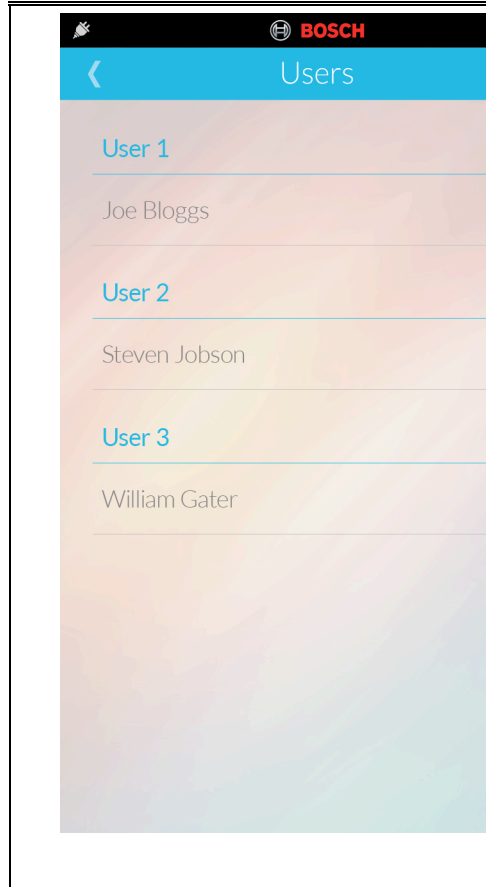 BOSCH
Users
User 1
Joe Bloggs
User 2
Steven Jobson
User 3
William Gater